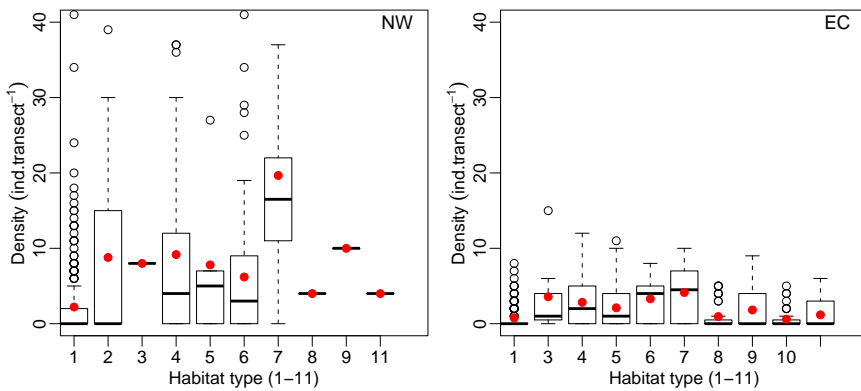 NW
40
30
20
10
0
Density (ind.transect⁻¹)
1 2 3 4 5 6 7 8 9 11
Habitat type (1−11)
EC
40
30
20
10
0
Density (ind.transect⁻¹)
1 3 4 5 6 7 8 9 10
Habitat type (1−11)